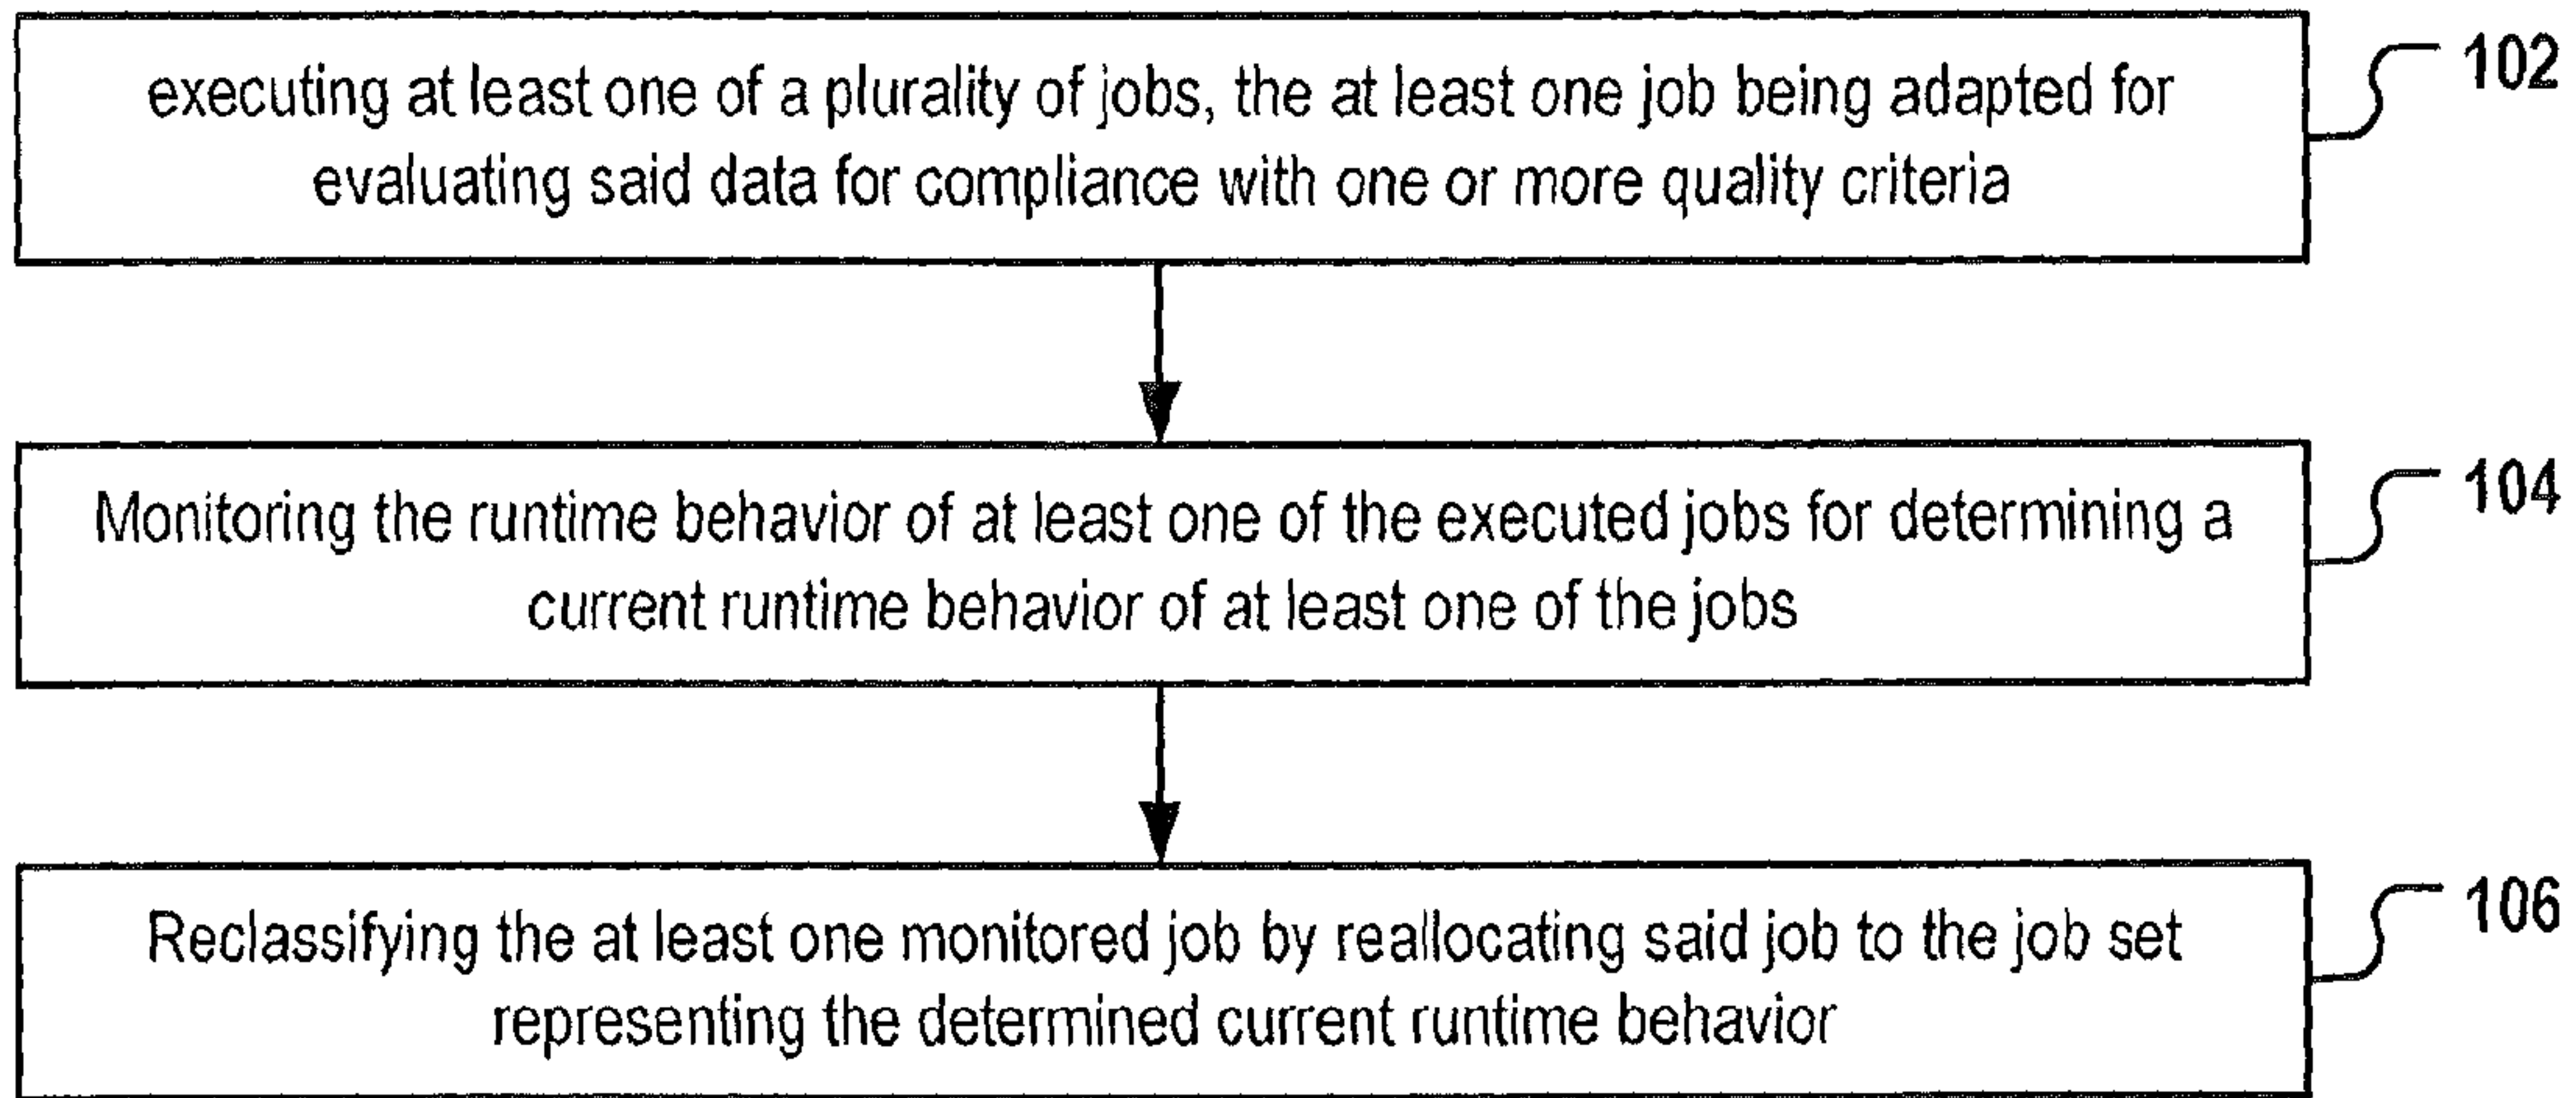 executing at least one of a plurality of jobs, the at least one job being adapted for
evaluating said data for compliance with one or more quality criteria
102
Monitoring the runtime behavior of at least one of the executed jobs for determining a
current runtime behavior of at least one of the jobs
104
Reclassifying the at least one monitored job by reallocating said job to the job set
representing the determined current runtime behavior
106